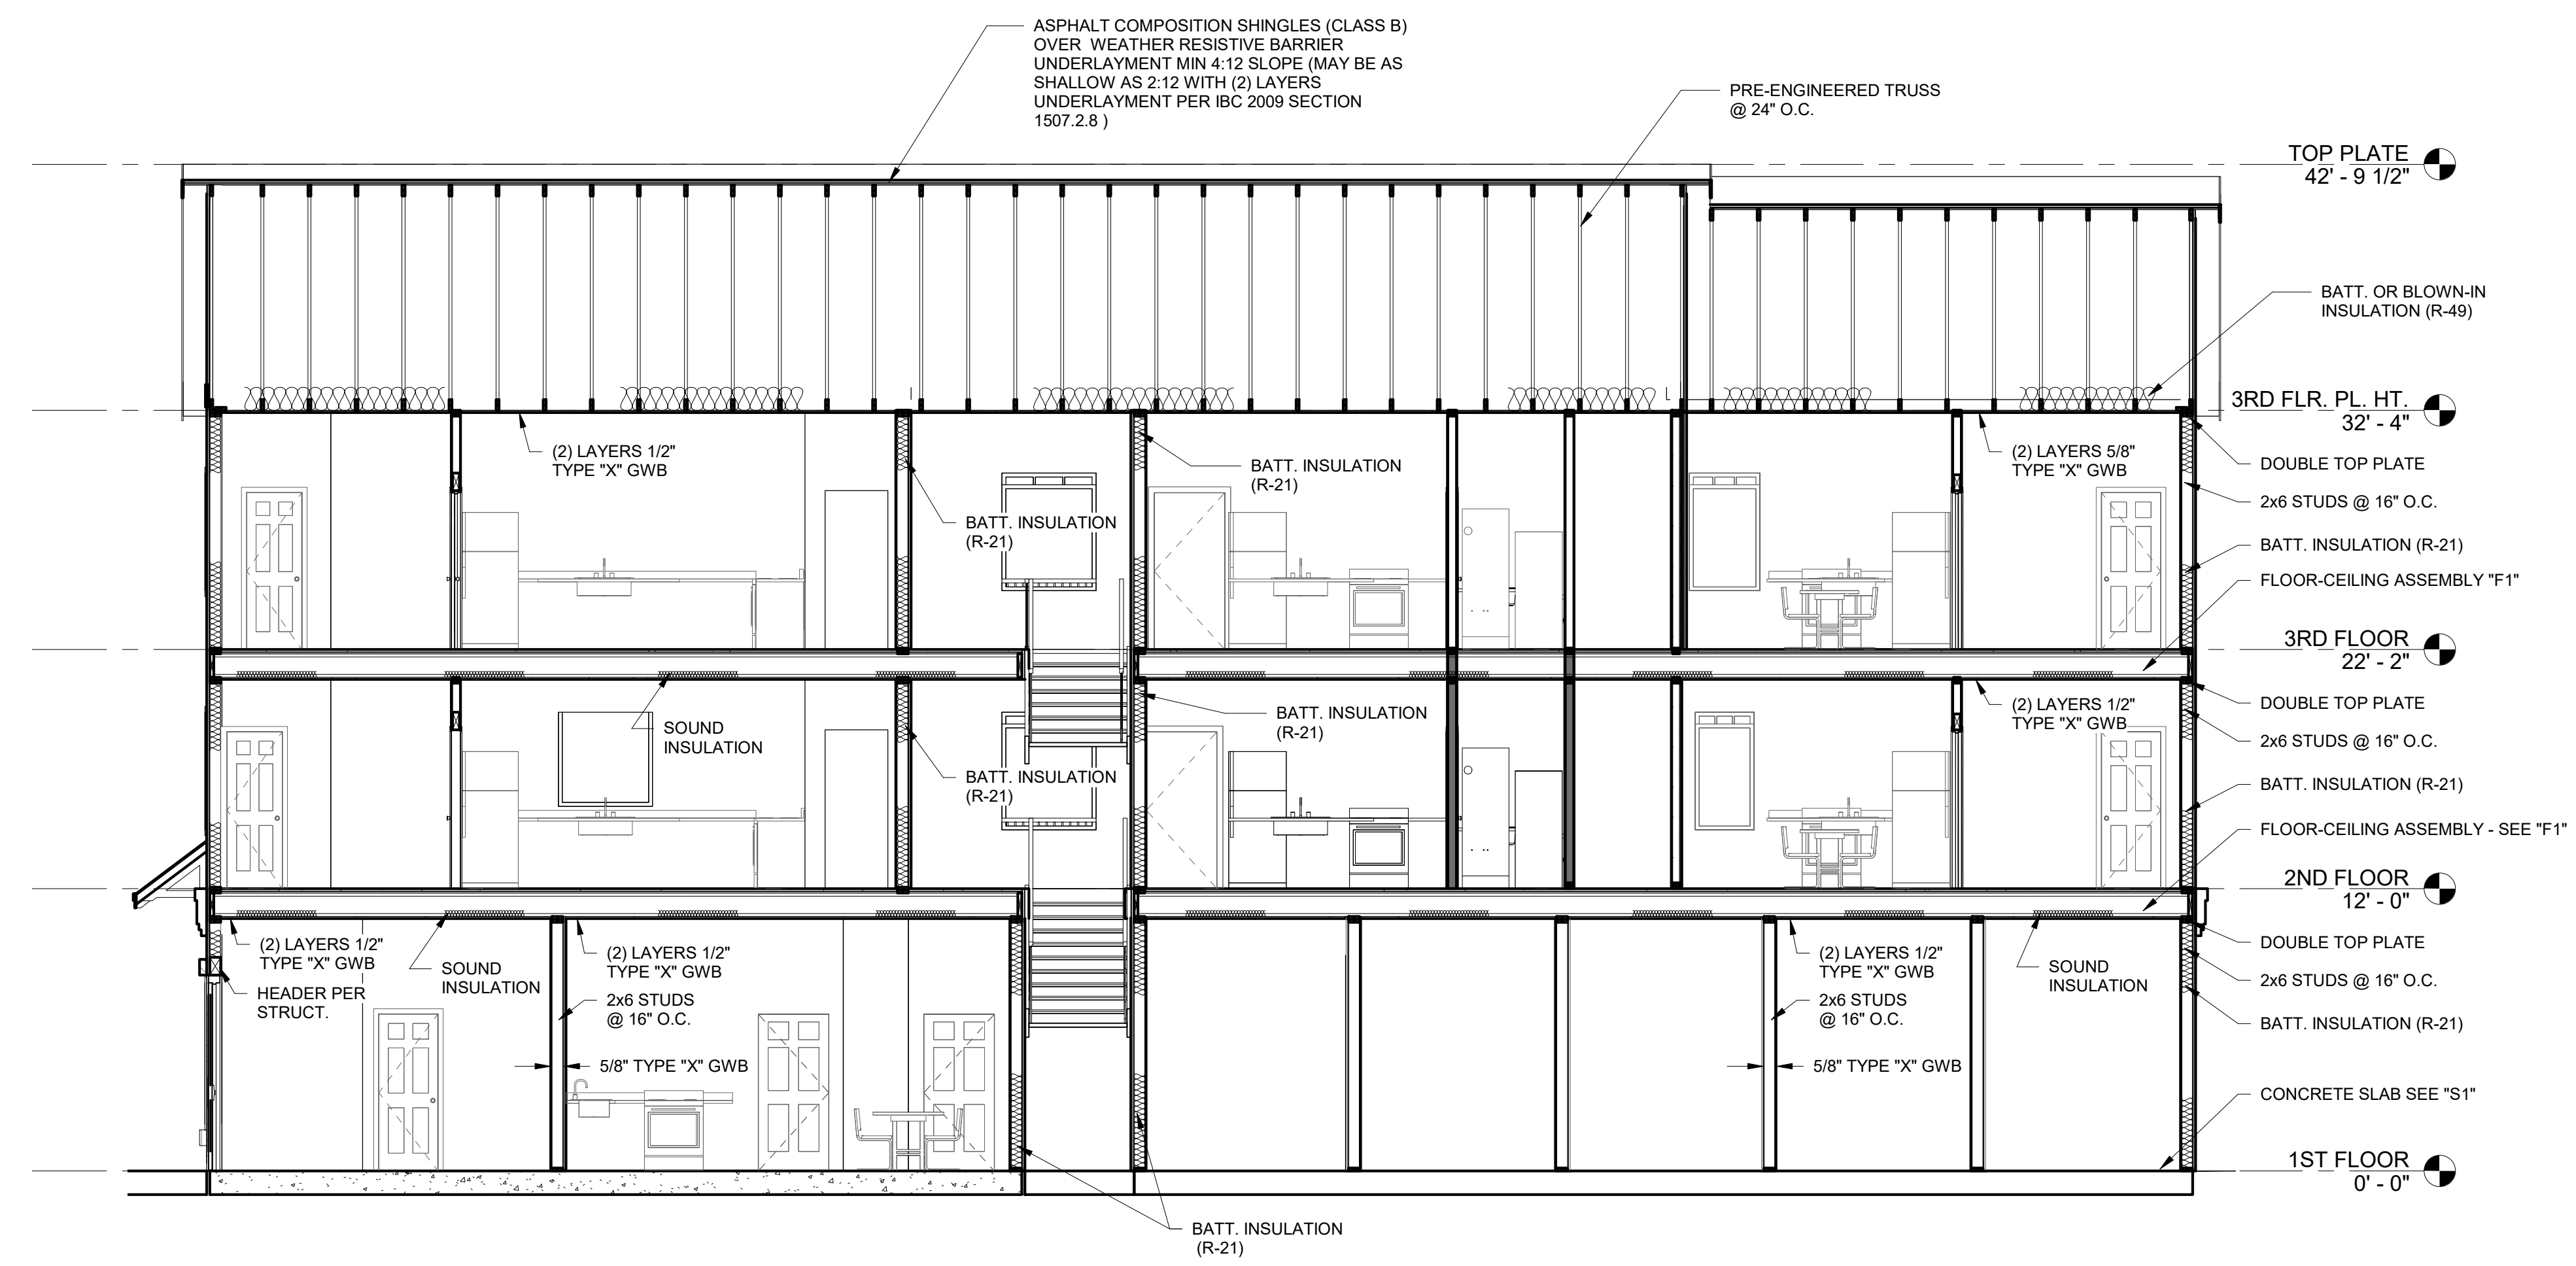 ASPHALT COMPOSITION SHINGLES (CLASS B)
OVER WEATHER RESISTIVE BARRIER
UNDERLAYMENT MIN 4:12 SLOPE (MAY BE AS
SHALLOW AS 2:12 WITH (2) LAYERS
UNDERLAYMENT PER IBC 2009 SECTION
1507.2.8 )
PRE-ENGINEERED TRUSS
@ 24" O.C.
TOP PLATE
42' - 9 1/2"
BATT. OR BLOWN-IN
INSULATION (R-49)
3RD FLR. PL. HT.
32' - 4"
(2) LAYERS 1/2"
TYPE "X" GWB
BATT. INSULATION
(R-21)
BATT. INSULATION
(R-21)
(2) LAYERS 5/8"
TYPE "X" GWB
DOUBLE TOP PLATE
2x6 STUDS @ 16" O.C.
BATT. INSULATION (R-21)
FLOOR-CEILING ASSEMBLY "F1"
3RD FLOOR
22' - 2"
SOUND
INSULATION
BATT. INSULATION
(R-21)
BATT. INSULATION
(R-21)
(2) LAYERS 1/2"
TYPE "X" GWB
DOUBLE TOP PLATE
2x6 STUDS @ 16" O.C.
BATT. INSULATION (R-21)
FLOOR-CEILING ASSEMBLY - SEE "F1"
2ND FLOOR
12' - 0"
(2) LAYERS 1/2"
TYPE "X" GWB
HEADER PER
STRUCT.
SOUND
INSULATION
(2) LAYERS 1/2"
TYPE "X" GWB
2x6 STUDS
@ 16" O.C.
5/8" TYPE "X" GWB
(2) LAYERS 1/2"
TYPE "X" GWB
2x6 STUDS
@ 16" O.C.
5/8" TYPE "X" GWB
SOUND
INSULATION
DOUBLE TOP PLATE
2x6 STUDS @ 16" O.C.
BATT. INSULATION (R-21)
CONCRETE SLAB SEE "S1"
1ST FLOOR
0' - 0"
BATT. INSULATION
(R-21)